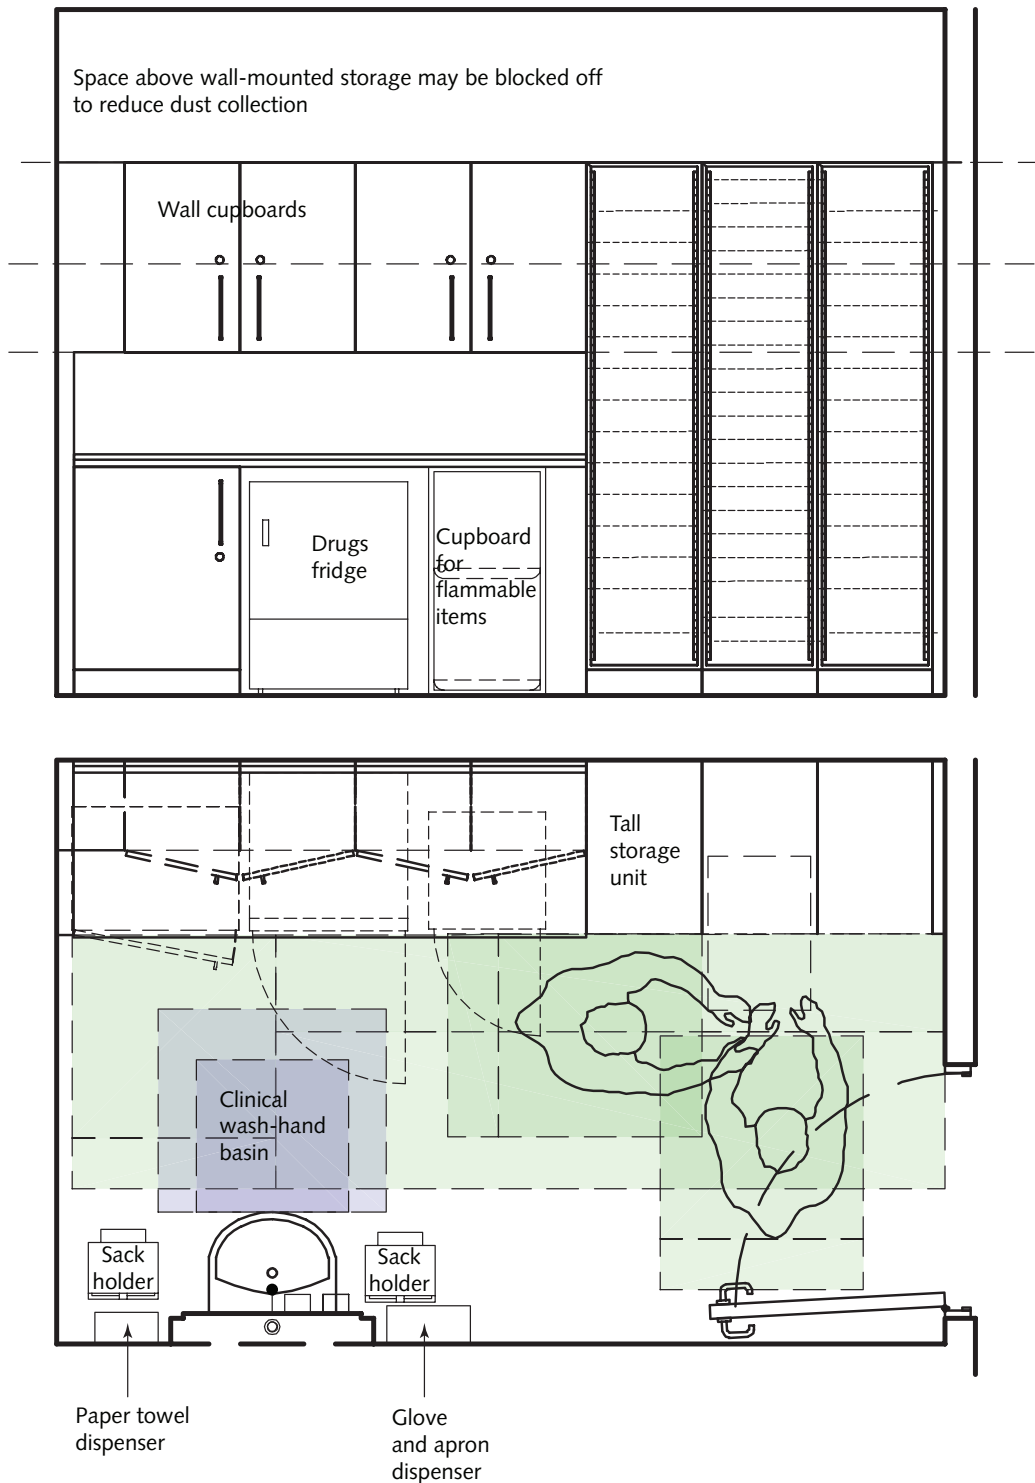 Space above wall-mounted storage may be blocked off
to reduce dust collection
Wall cupboards
Drugs
fridge
Cupboard
for
flammable
items
Tall
storage
unit
Clinical
wash-hand
basin
Sack
holder
Sack
holder
Paper towel
dispenser
Glove
and apron
dispenser